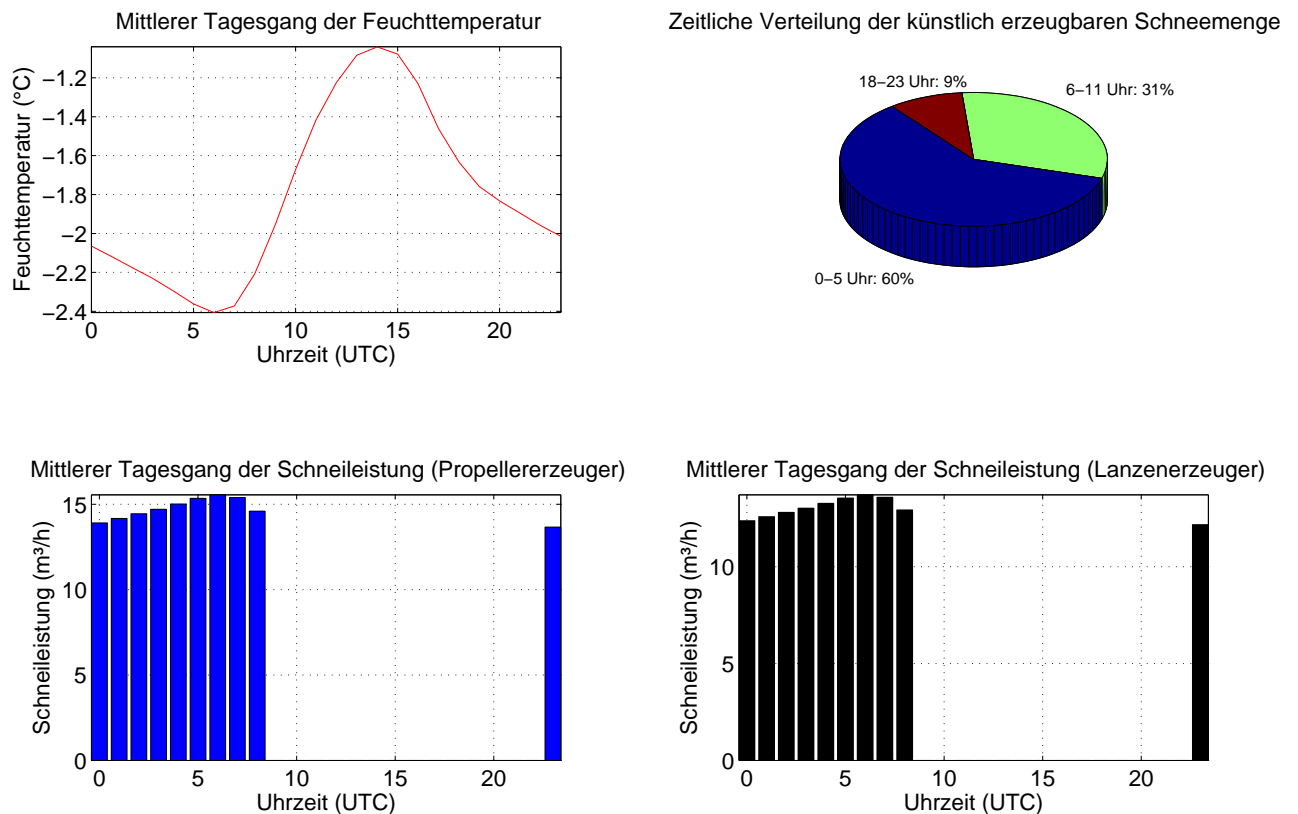 Mittlerer Tagesgang der Feuchttemperatur
−1.2
−1.4
−1.6
−1.8
−2
−2.2
−2.4
Feuchttemperatur (°C)
0 5 10 15 20
Uhrzeit (UTC)
Zeitliche Verteilung der künstlich erzeugbaren Schneemenge
18−23 Uhr: 9%
6−11 Uhr: 31%
0−5 Uhr: 60%
Mittlerer Tagesgang der Schneileistung (Propellererzeuger)
15
10
5
0
Schneileistung (m³/h)
0 5 10 15 20
Uhrzeit (UTC)
Mittlerer Tagesgang der Schneileistung (Lanzenerzeuger)
10
5
0
Schneileistung (m³/h)
0 5 10 15 20
Uhrzeit (UTC)